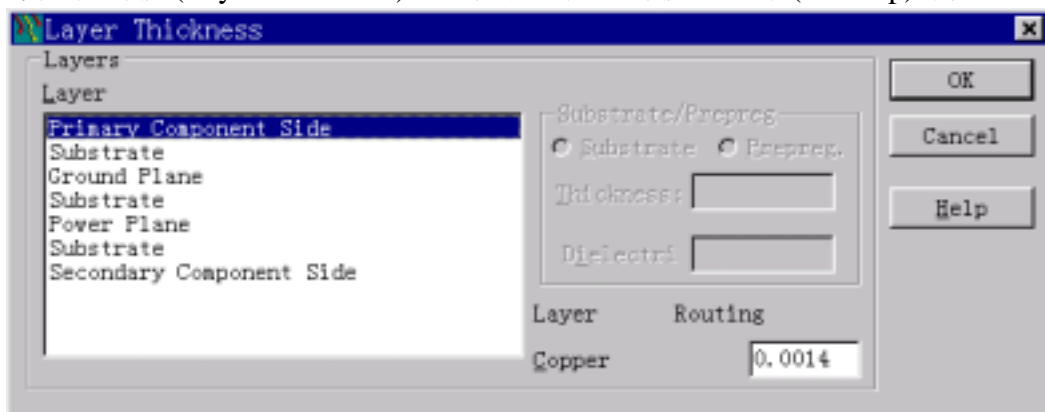 Layer Thickness
Layers
Layer
Primary Component Side
Substrate
Ground Plane
Substrate
Power Plane
Substrate
Secondary Component Side
Substrate/Prepreg
Substrate Prepreg.
Thickness:
Dielectri
Layer Routing
Copper 0.0014
OK
Cancel
Help